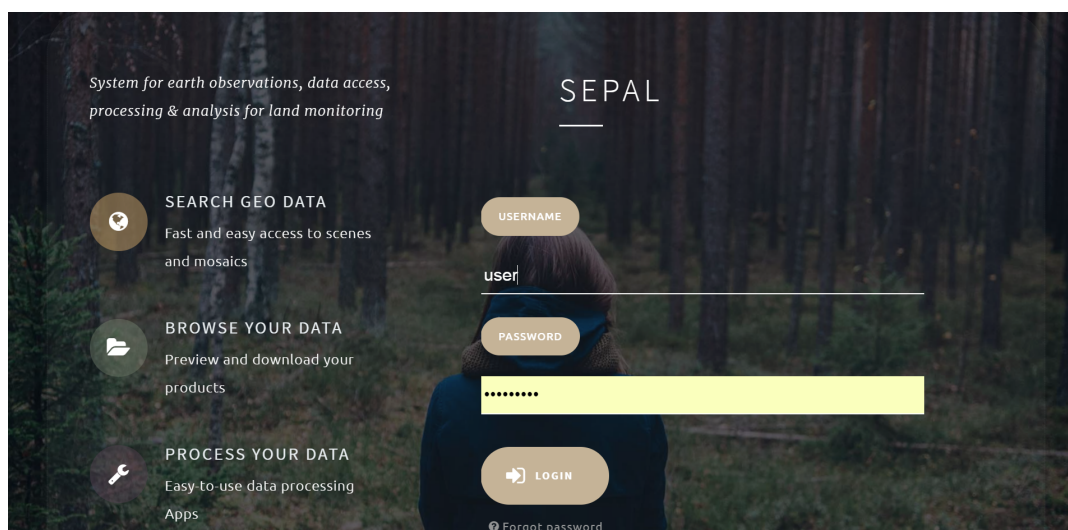 System for earth observations, data access,
processing & analysis for land monitoring
SEPAL
SEARCH GEO DATA
Fast and easy access to scenes
and mosaics
BROWSE YOUR DATA
Preview and download your
products
PROCESS YOUR DATA
Easy-to-use data processing
Apps
USERNAME
user
PASSWORD
•••••••••
LOGIN
Forgot password